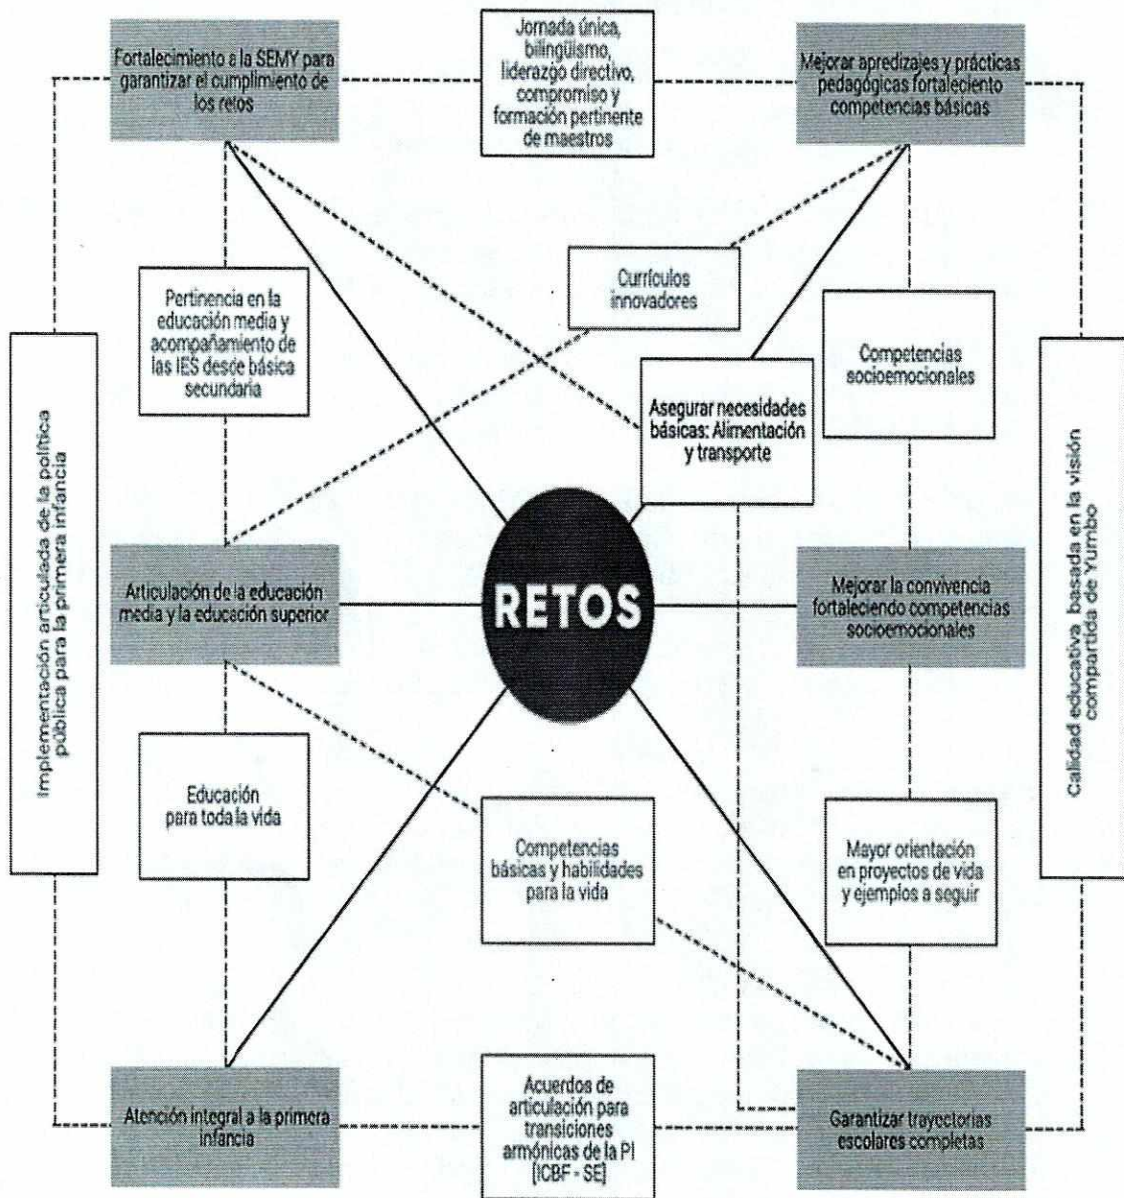 Fortalecimiento a la SEMY para
garantizar el cumplimiento de
los retos
Jornada única,
bilingüismo,
liderazgo directivo,
compromiso y
formación pertinente
de maestros
Mejorar apredizajes y prácticas
pedagógicas fortaleciento
competencias básicas
Currículos
innovadores
Pertinencia en la
educación media y
acompañamiento de
las IES desde básica
secundaria
Competencias
socioemocionales
Asegurar necesidades
básicas: Alimentación
y transporte
Implementación articulada de la política
pública para la primera infancia
Calidad educativa basada en la visión
compartida de Yumbo
Articulación de la educación
media y la educación superior
RETOS
Mejorar la convivencia
fortaleciendo competencias
socioemocionales
Educación
para toda la vida
Competencias
básicas y habilidades
para la vida
Mayor orientación
en proyectos de vida
y ejemplos a seguir
Atención integral a la primera
infancia
Acuerdos de
articulación para
transiciones
armónicas de la PI
[ICBF - SE]
Garantizar trayectorias
escolares completas